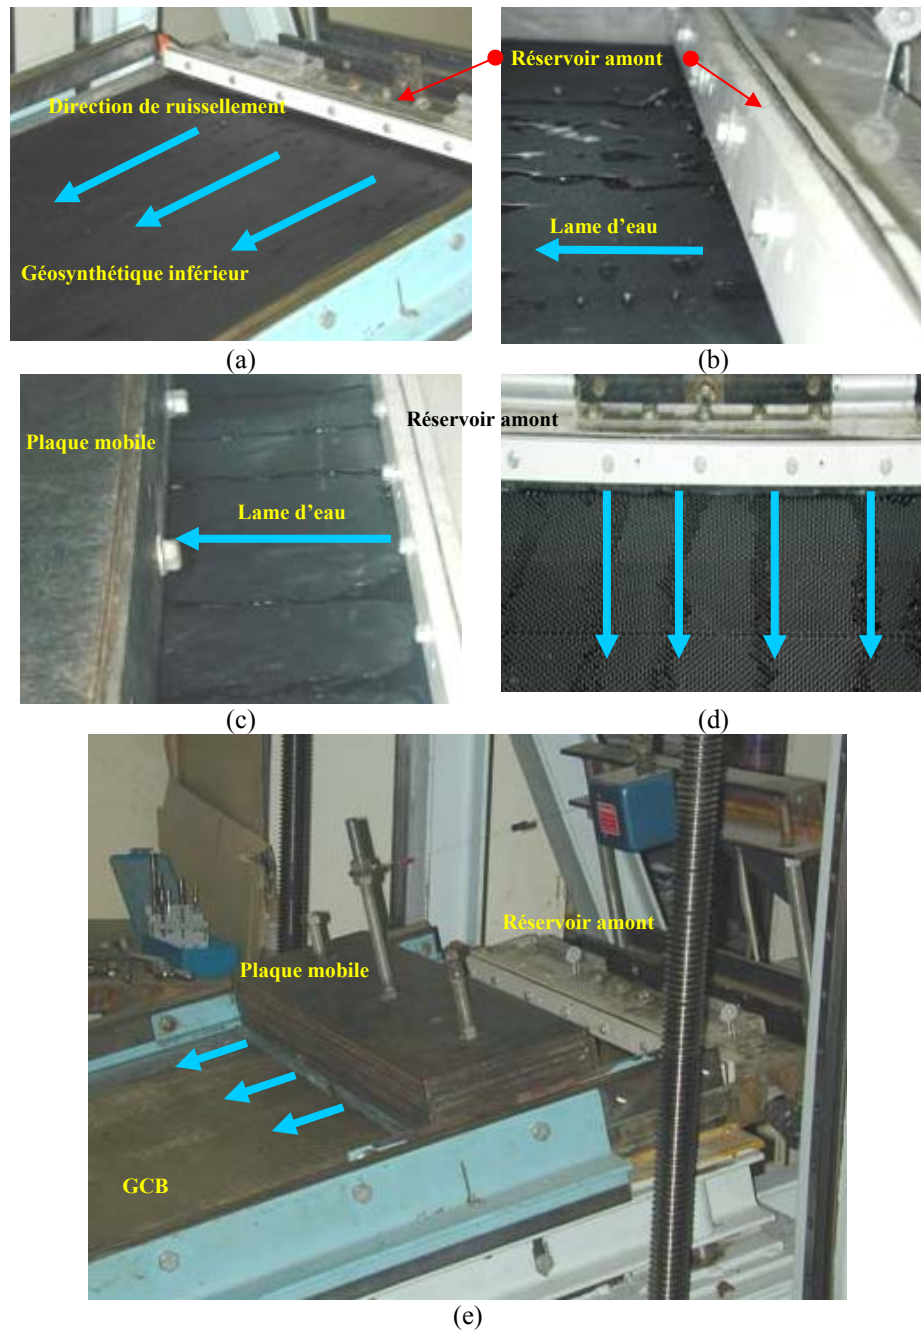 Réservoir amont
Direction de ruissellement
Géosynthétique inférieur
Lame d'eau
(a)
(b)
Plaque mobile
Réservoir amont
Lame d'eau
(c)
(d)
Réservoir amont
Plaque mobile
GCB
(e)